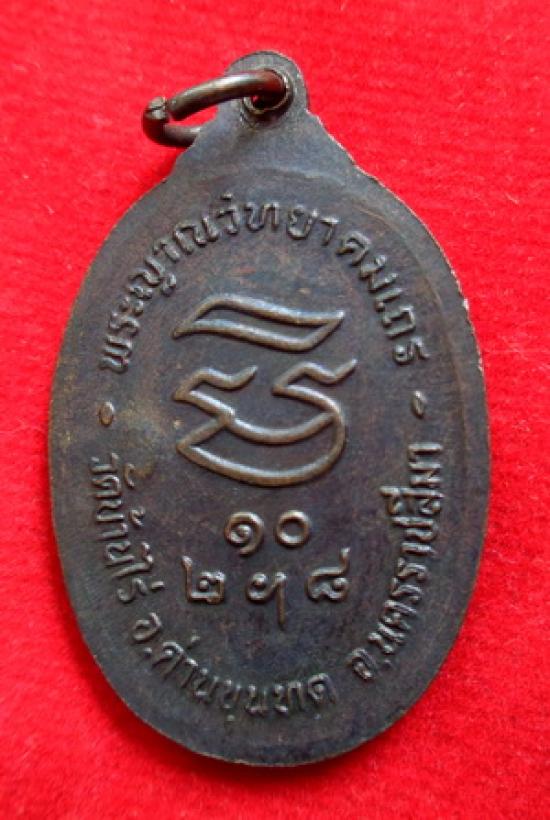 พระญาณวิทยาคมเถร
๑๐
๒ ฯ ๘
วัดบ้านไร่ อ.ด่านขุนทด จ.นครราชสีมา